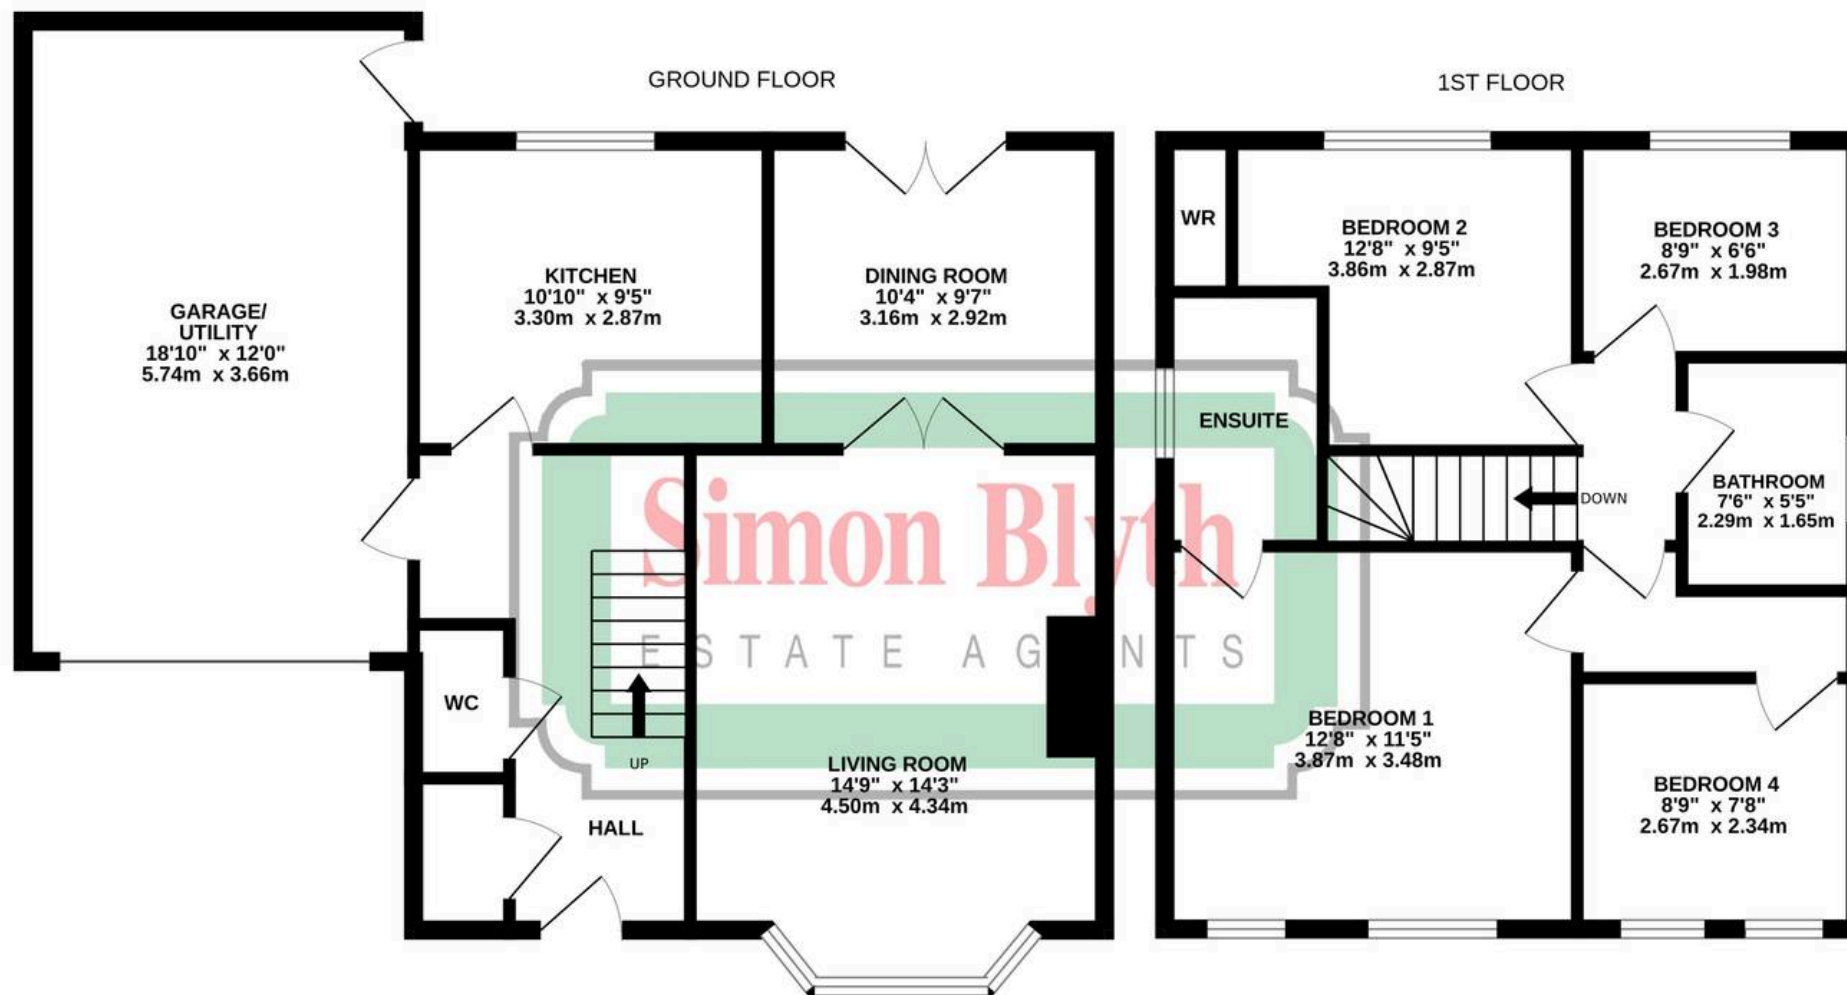 GROUND FLOOR
1ST FLOOR
GARAGE/
UTILITY
18'10" x 12'0"
5.74m x 3.66m
KITCHEN
10'10" x 9'5"
3.30m x 2.87m
DINING ROOM
10'4" x 9'7"
3.16m x 2.92m
WC
UP
HALL
LIVING ROOM
14'9" x 14'3"
4.50m x 4.34m
WR
BEDROOM 2
12'8" x 9'5"
3.86m x 2.87m
BEDROOM 3
8'9" x 6'6"
2.67m x 1.98m
ENSUITE
DOWN
BATHROOM
7'6" x 5'5"
2.29m x 1.65m
BEDROOM 1
12'8" x 11'5"
3.87m x 3.48m
BEDROOM 4
8'9" x 7'8"
2.67m x 2.34m
Simon Blyth
ESTATE AGENTS